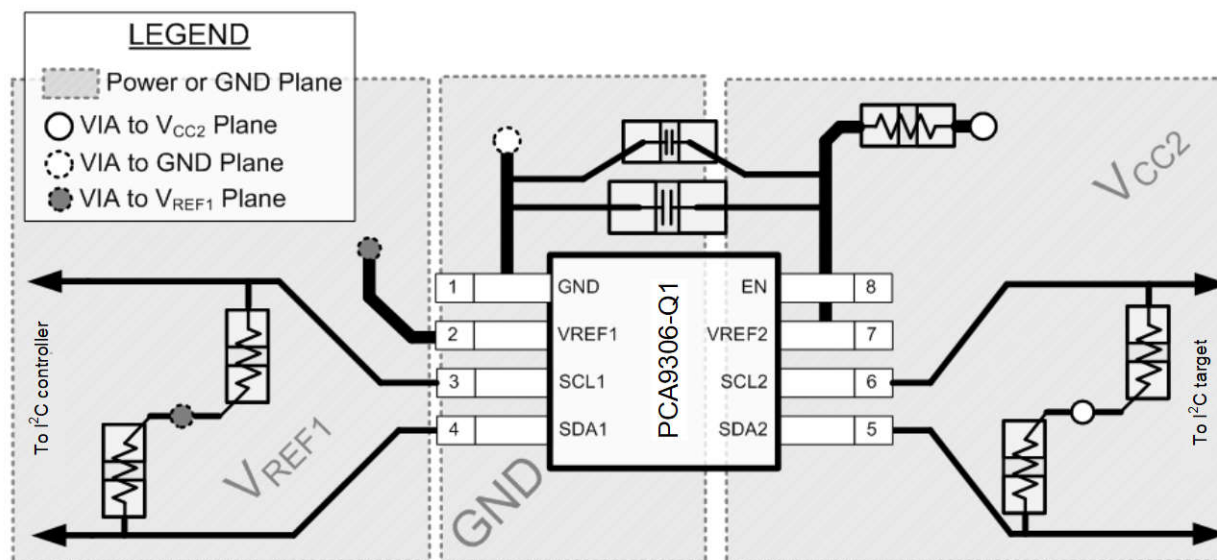 LEGEND
Power or GND Plane
VIA to VCC2 Plane
VIA to GND Plane
VIA to VREF1 Plane
VCC2
1 GND EN 8
2 VREF1 VREF2 7
3 SCL1 SCL2 6
4 SDA1 SDA2 5
PCA9306-Q1
To I²C controller
To I²C target
VREF1
GND